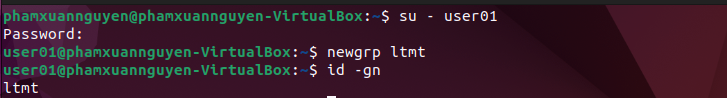 phamxuannguyen@phamxuannguyen-VirtualBox:~$ su - user01
Password:
user01@phamxuannguyen-VirtualBox:~$ newgrp ltmt
user01@phamxuannguyen-VirtualBox:~$ id -gn
ltmt